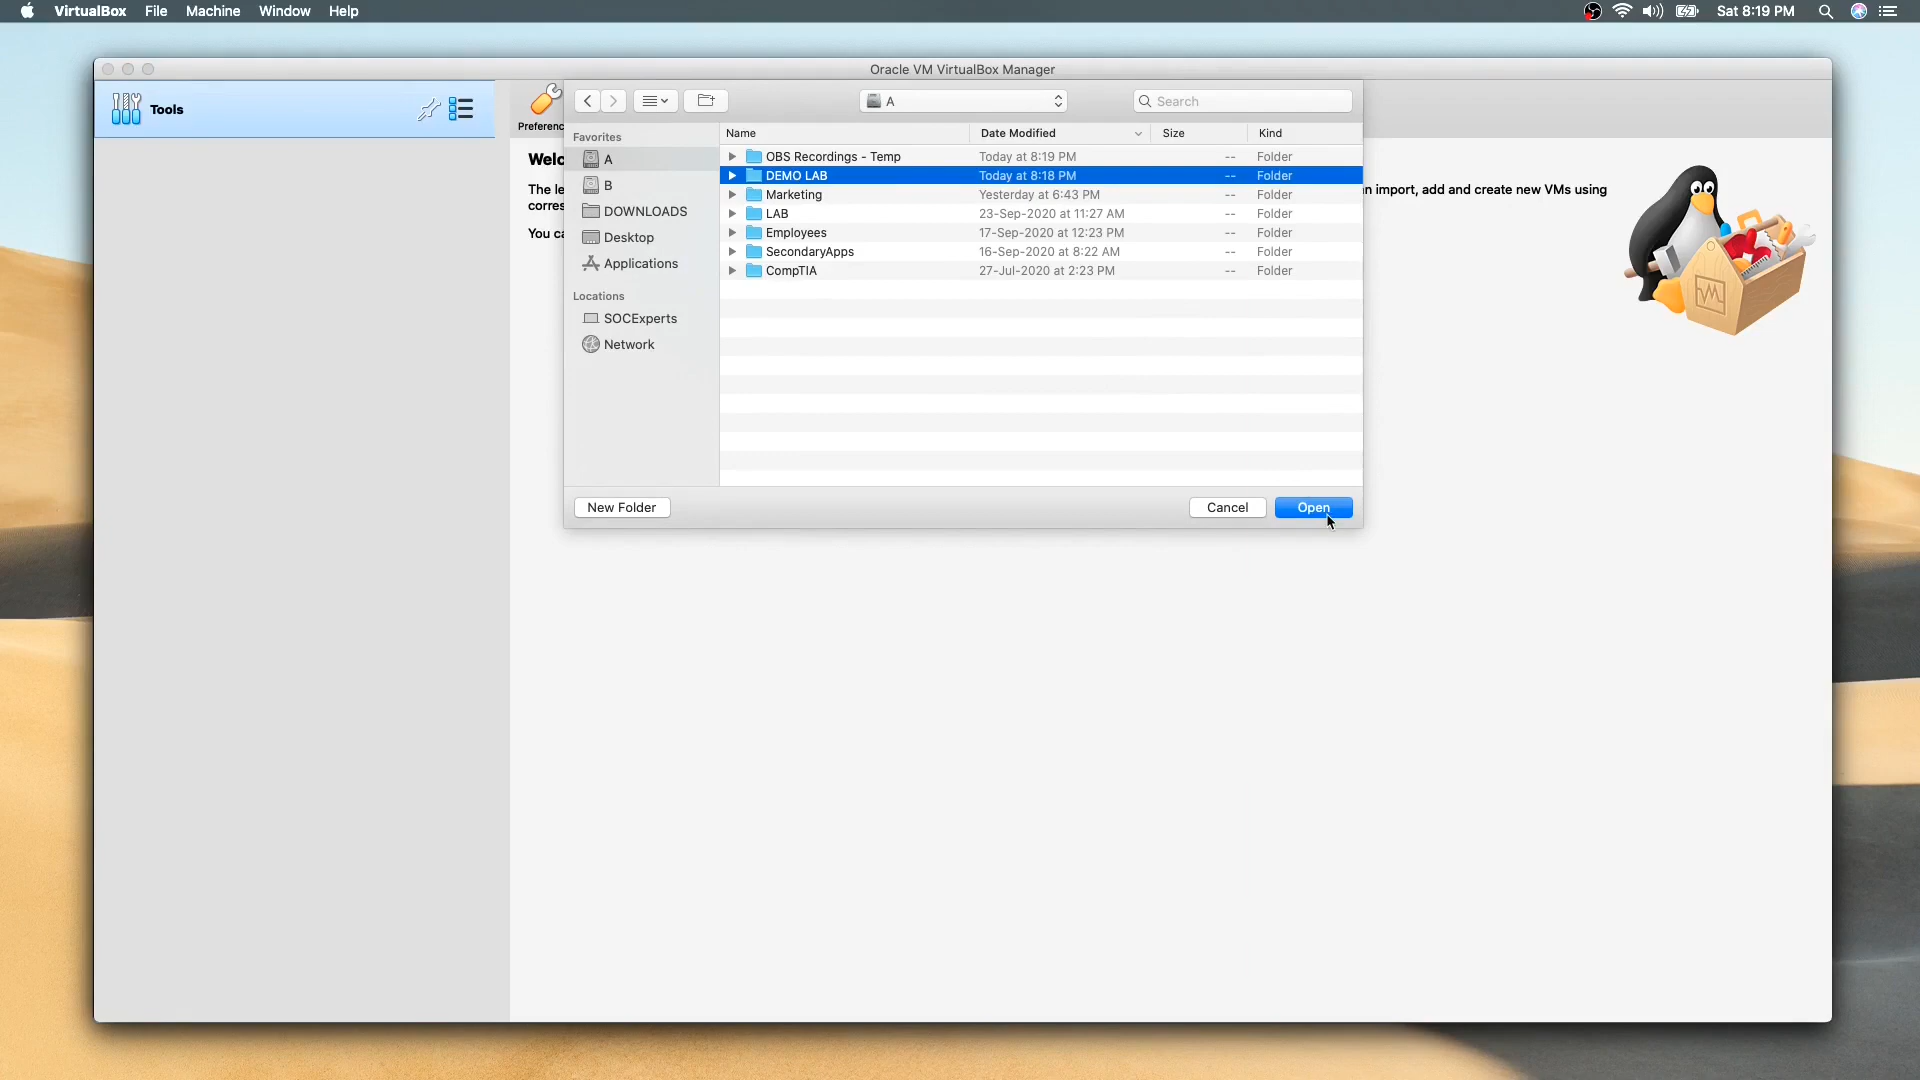 VirtualBox File Machine Window Help Sat 8:19 PM
Oracle VM VirtualBox Manager
Tools
Preferenc
A
Search
Favorites
A
B
DOWNLOADS
Desktop
Applications
Locations
SOCExperts
Network
Name Date Modified Size Kind
OBS Recordings - Temp Today at 8:19 PM -- Folder
DEMO LAB Today at 8:18 PM -- Folder
Marketing Yesterday at 6:43 PM -- Folder
LAB 23-Sep-2020 at 11:27 AM -- Folder
Employees 17-Sep-2020 at 12:23 PM -- Folder
SecondaryApps 16-Sep-2020 at 8:22 AM -- Folder
CompTIA 27-Jul-2020 at 2:23 PM -- Folder
New Folder Cancel Open
Welc
The le
n import, add and create new VMs using
corres
You ca